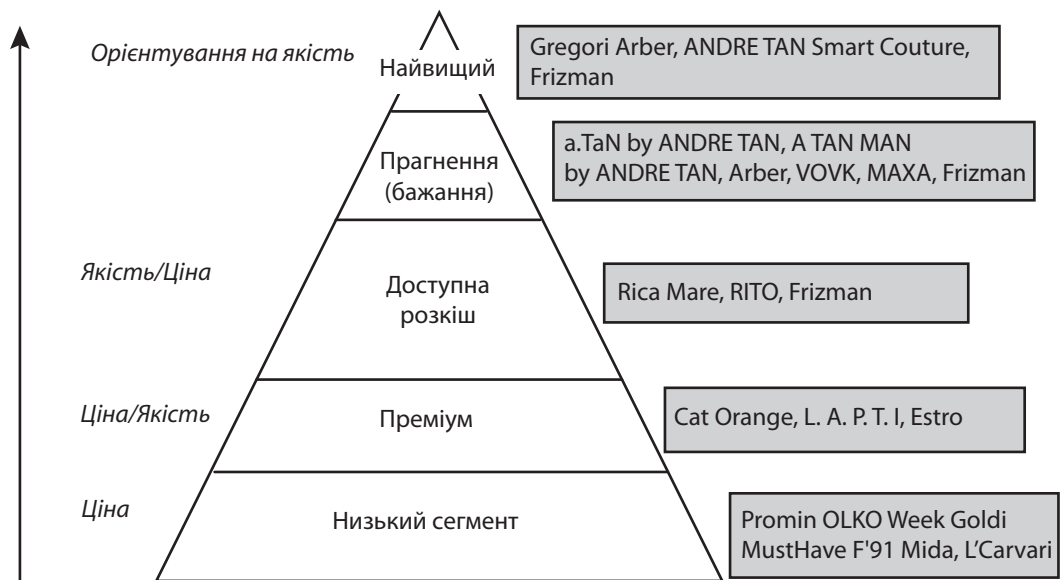 Орієнтування на якість
Найвищий
Gregori Arber, ANDRE TAN Smart Couture,
Frizman
Прагнення
(бажання)
a.TaN by ANDRE TAN, A TAN MAN
by ANDRE TAN, Arber, VOVK, MAXA, Frizman
Якість/Ціна
Доступна
розкіш
Rica Mare, RITO, Frizman
Ціна/Якість
Преміум
Cat Orange, L. A. P. T. I, Estro
Ціна
Низький сегмент
Promin OLKO Week Goldi
MustHave F'91 Mida, L’Carvari